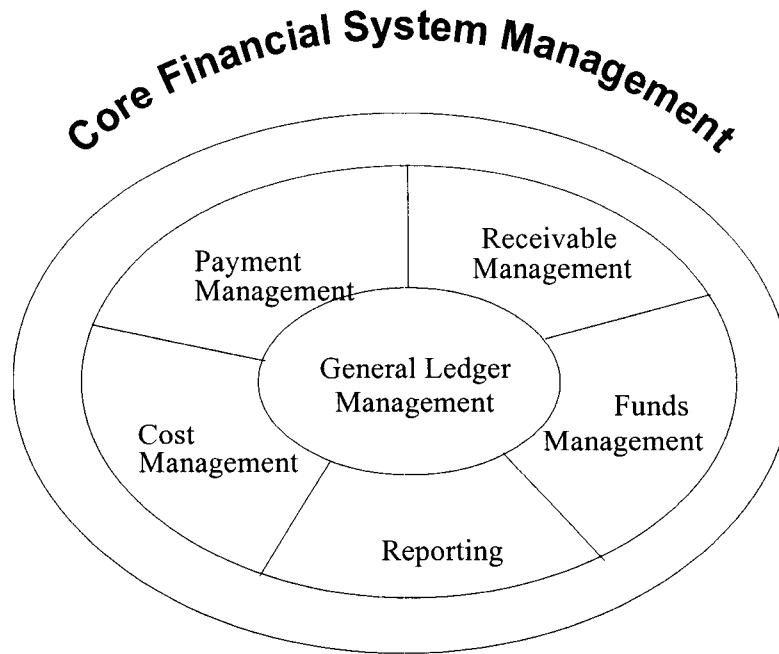 Core Financial System Management
Payment
Management
Receivable
Management
General Ledger
Management
Cost
Management
Funds
Management
Reporting